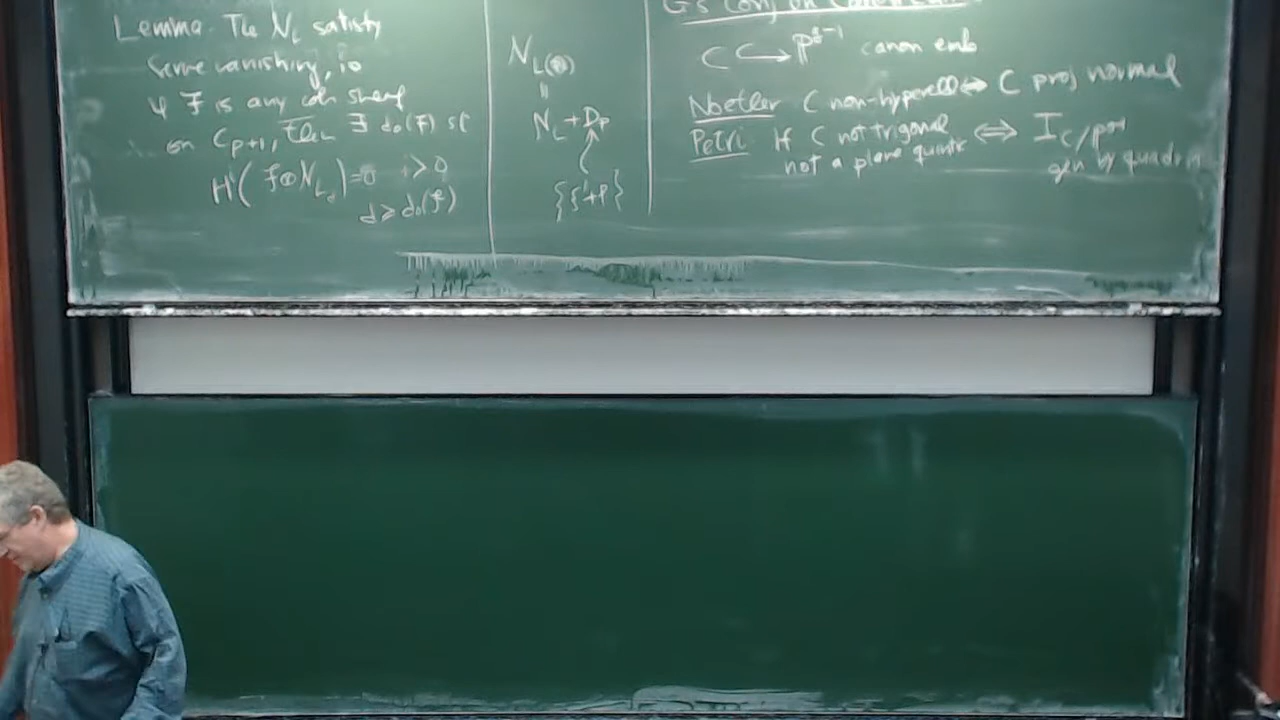 Lemma. The N_L satisfy
Serre vanishing, ie
if F is any coh sheaf
on C_{p+1}, then ∃ d_0(F) st
H^i(F⊗N_{L_d})=0 i>0
d ≥ d_0(F)
N_{L(P)}
=
N_L + D_P
{ξ'+P}
G's Conj on
C ↪ P^{g-1} canon emb
Noether C non-hyperell ⟺ C proj normal
Petri If C not trigonal ⟺ I_{C/P^{g-1}}
not a plane quintic gen by quadrics